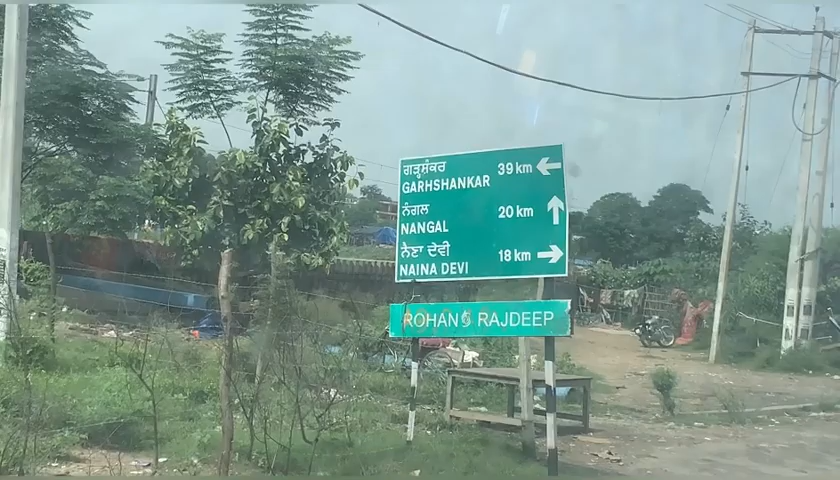 ਗੜ੍ਹਸ਼ੰਕਰ 39 km ←
GARHSHANKAR
ਨੰਗਲ 20 km ↑
NANGAL
ਨੈਣਾ ਦੇਵੀ 18 km →
NAINA DEVI
ROHAN RAJDEEP